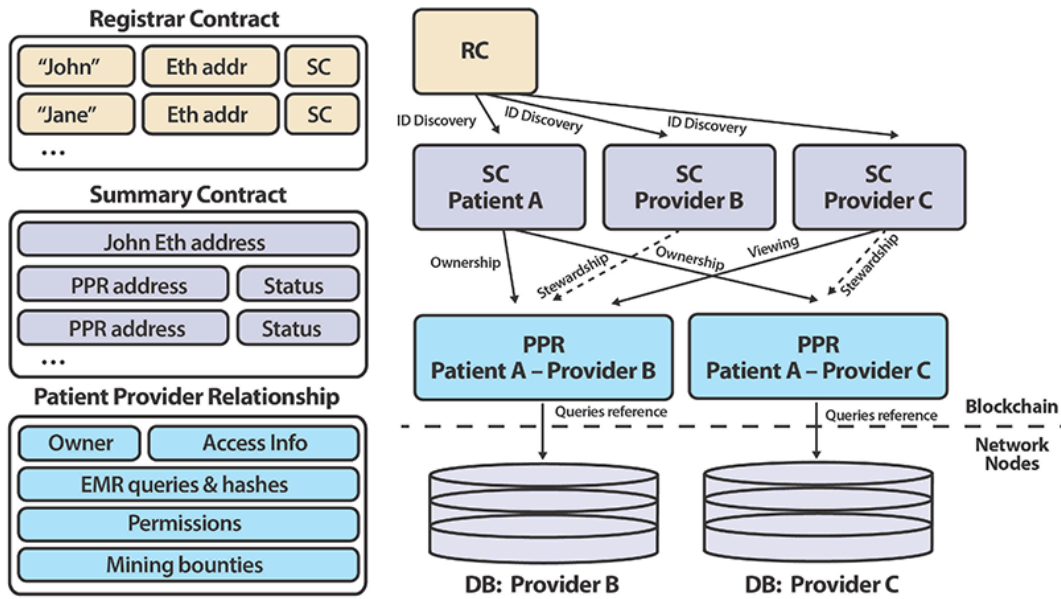 Registrar Contract
“John” Eth addr SC
“Jane” Eth addr SC
...
Summary Contract
John Eth address
PPR address Status
PPR address Status
...
Patient Provider Relationship
Owner Access Info
EMR queries & hashes
Permissions
Mining bounties
RC
ID Discovery
ID Discovery
ID Discovery
SC
Patient A
SC
Provider B
SC
Provider C
Ownership
Stewardship
Ownership
Viewing
Stewardship
PPR
Patient A – Provider B
PPR
Patient A – Provider C
Queries reference
Queries reference
Blockchain
Network
Nodes
DB: Provider B
DB: Provider C